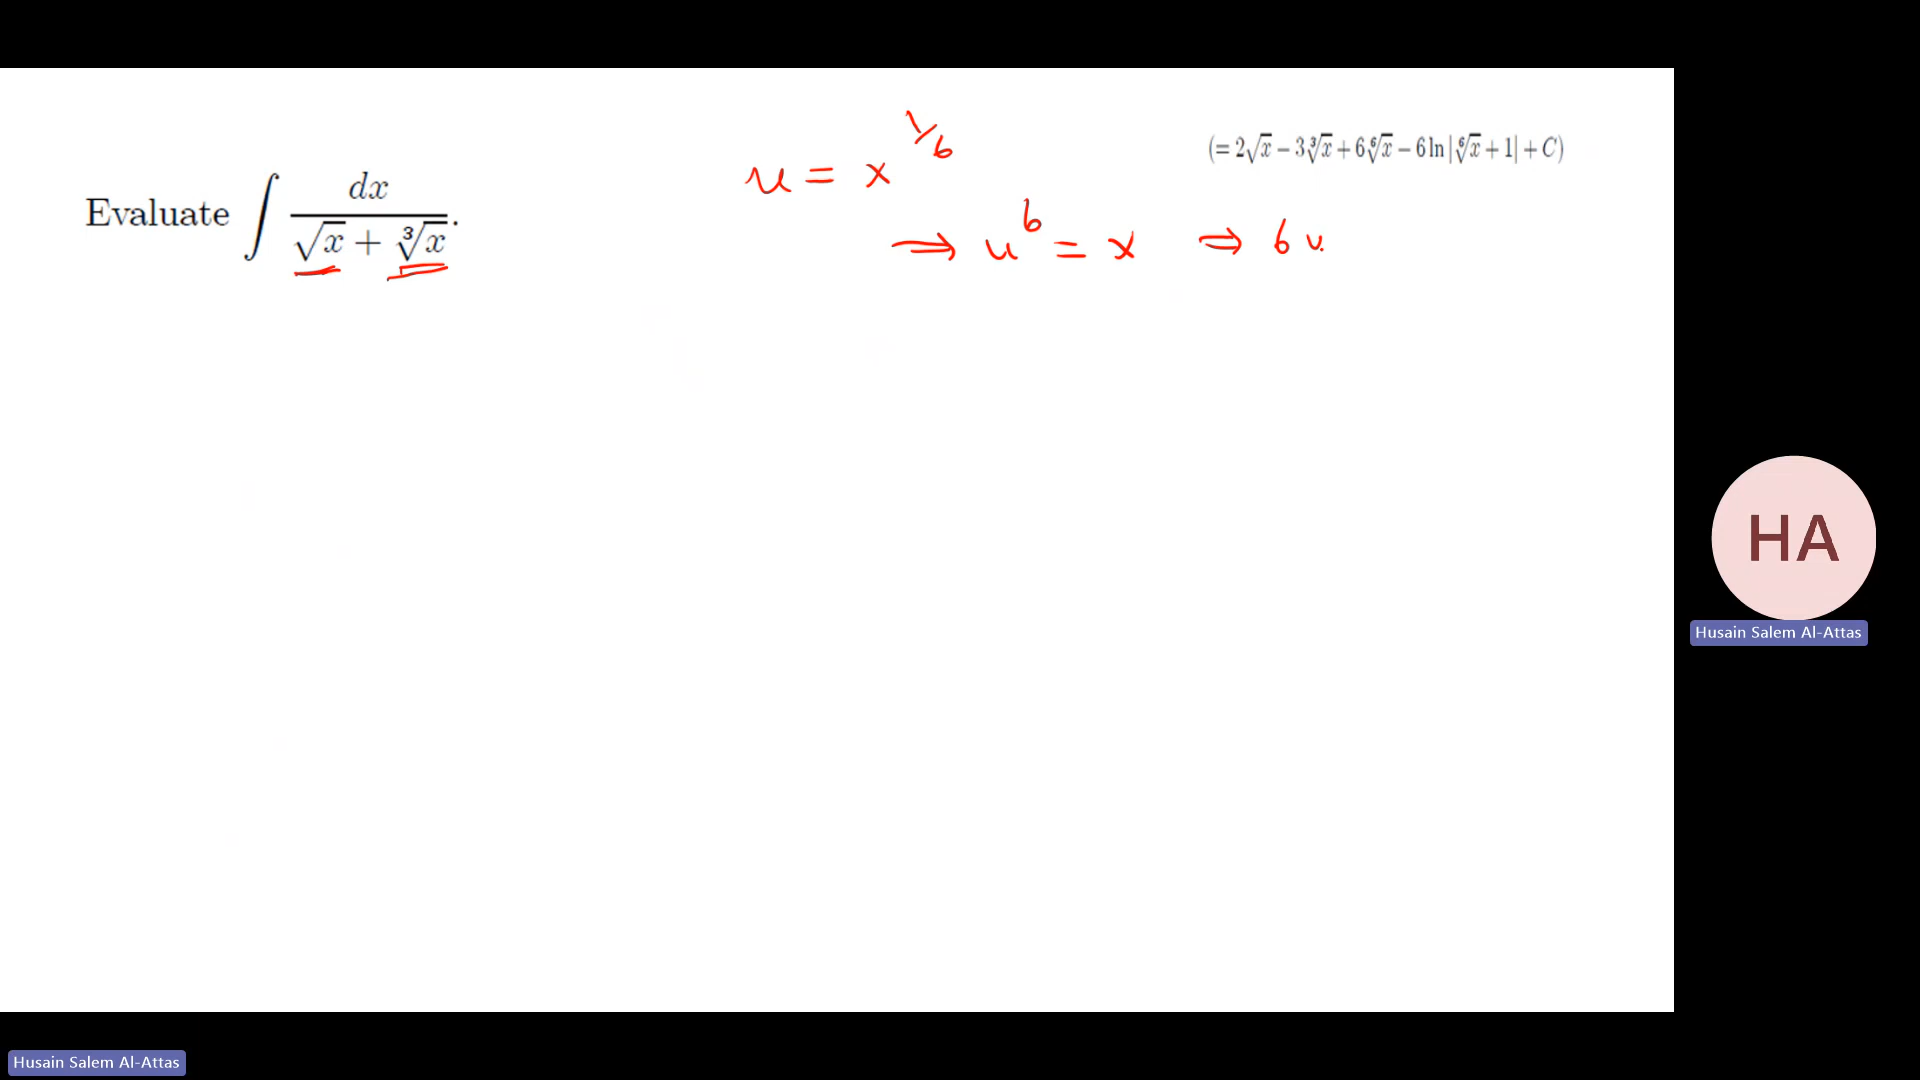 Evaluate ∫ dx / (√x + ∛x).
u = x^{1/6}
(= 2√x − 3∛x + 6⁶√x − 6 ln |⁶√x + 1| + C)
⇒ u^6 = x ⇒ 6 u
HA
Husain Salem Al-Attas
Husain Salem Al-Attas